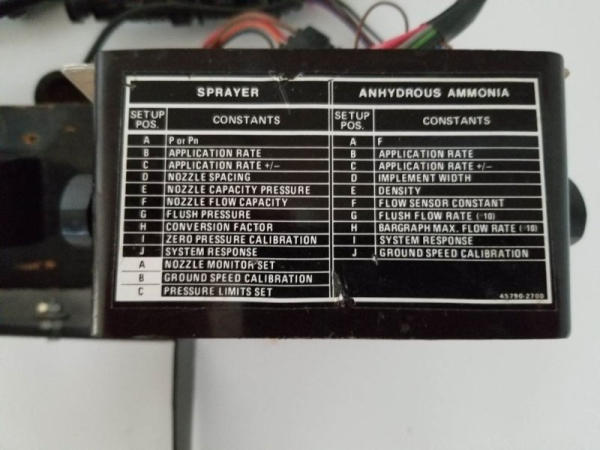 SPRAYER
SETUP POS. CONSTANTS
A P or Pn
B APPLICATION RATE
C APPLICATION RATE +/–
D NOZZLE SPACING
E NOZZLE CAPACITY PRESSURE
F NOZZLE FLOW CAPACITY
G FLUSH PRESSURE
H CONVERSION FACTOR
I ZERO PRESSURE CALIBRATION
J SYSTEM RESPONSE
A NOZZLE MONITOR SET
B GROUND SPEED CALIBRATION
C PRESSURE LIMITS SET
ANHYDROUS AMMONIA
SETUP POS. CONSTANTS
A F
B APPLICATION RATE
C APPLICATION RATE +/–
D IMPLEMENT WIDTH
E DENSITY
F FLOW SENSOR CONSTANT
G FLUSH FLOW RATE (÷10)
H BARGRAPH MAX. FLOW RATE (÷10)
I SYSTEM RESPONSE
J GROUND SPEED CALIBRATION
45790-2700